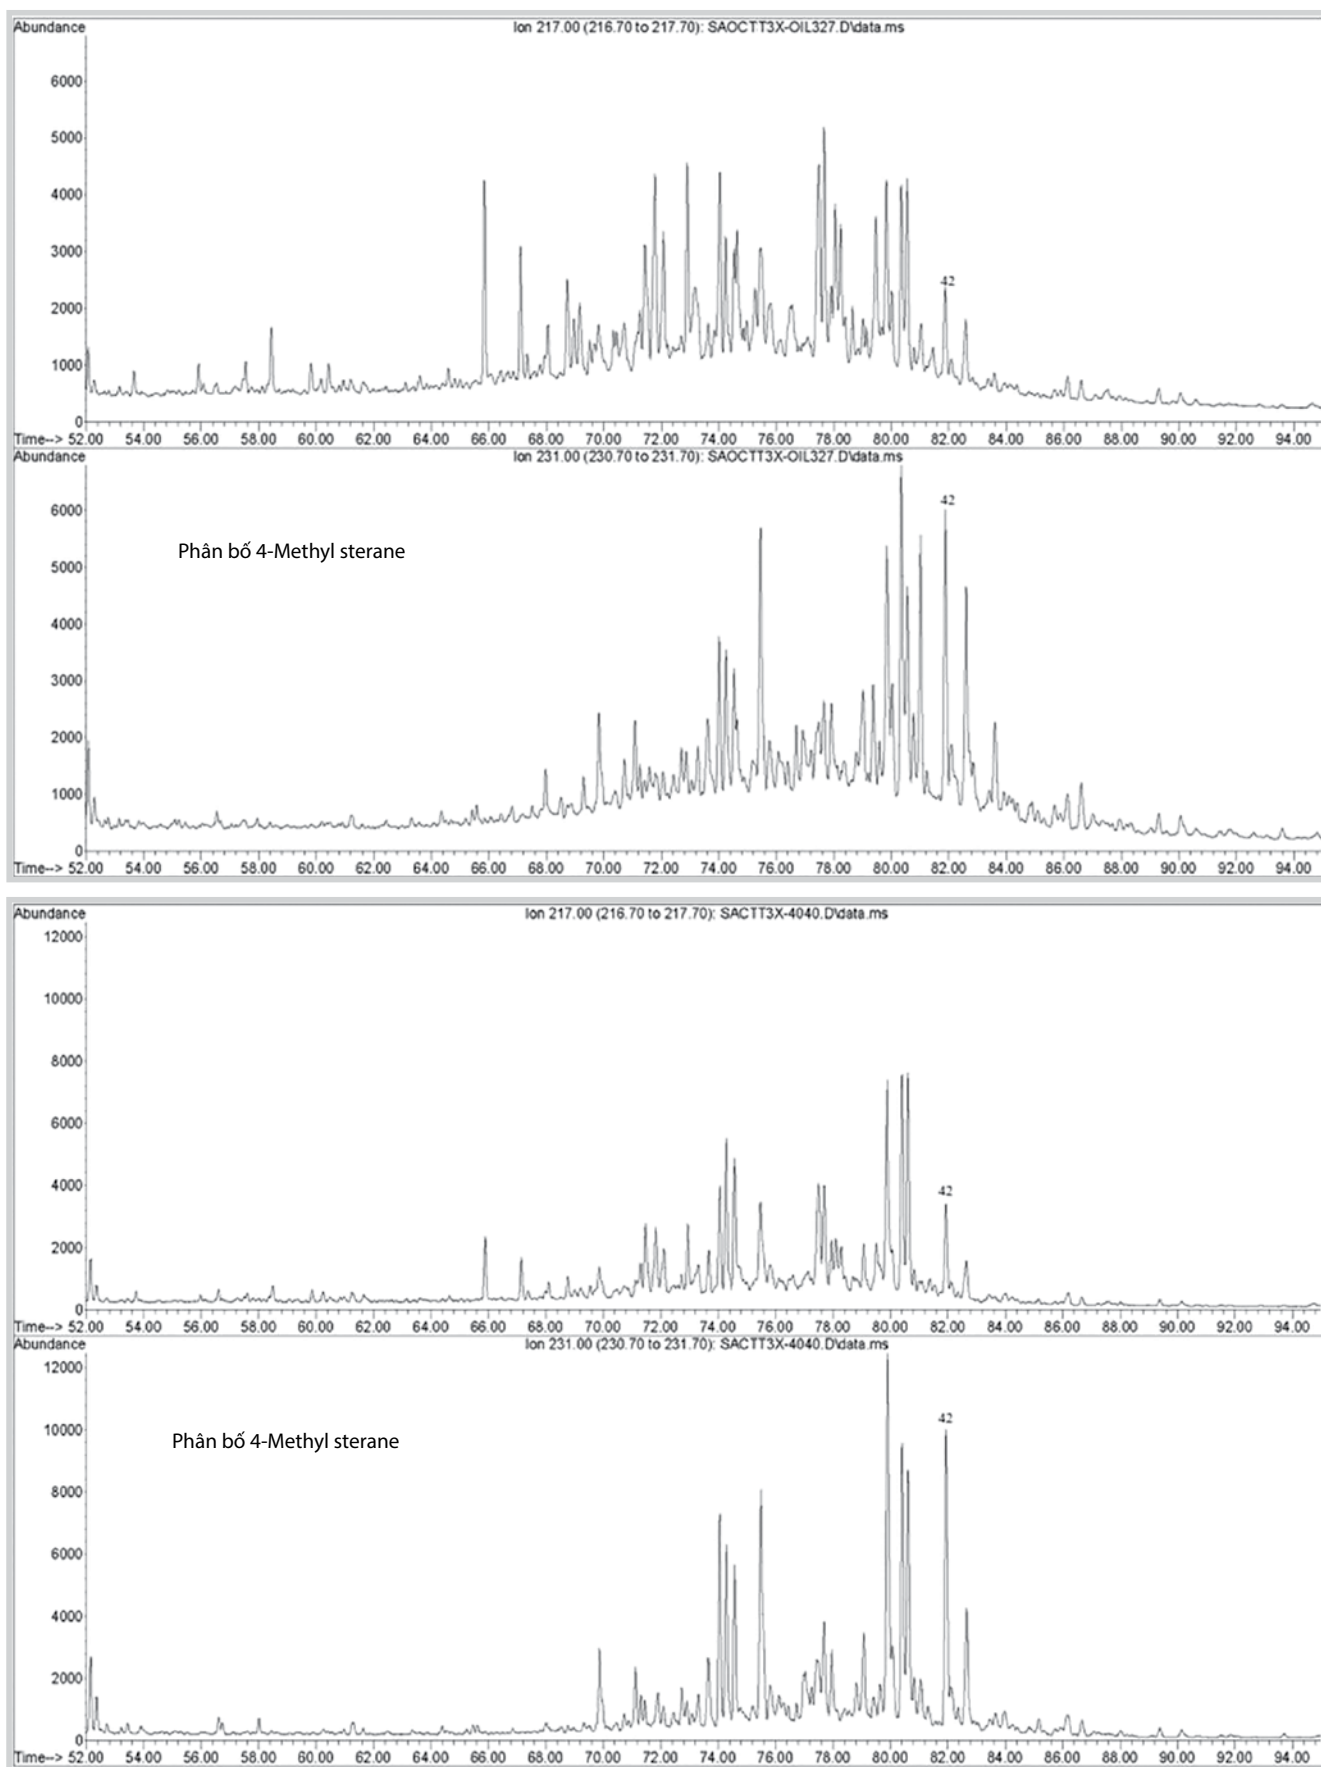 Abundance
Ion 217.00 (216.70 to 217.70): SAOCTT3X-OIL327.D\data.ms
6000
5000
4000
3000
2000
1000
0
42
Time--> 52.00 54.00 56.00 58.00 60.00 62.00 64.00 66.00 68.00 70.00 72.00 74.00 76.00 78.00 80.00 82.00 84.00 86.00 88.00 90.00 92.00 94.00
Abundance
Ion 231.00 (230.70 to 231.70): SAOCTT3X-OIL327.D\data.ms
6000
5000
4000
3000
2000
1000
0
42
Phân bố 4-Methyl sterane
Time--> 52.00 54.00 56.00 58.00 60.00 62.00 64.00 66.00 68.00 70.00 72.00 74.00 76.00 78.00 80.00 82.00 84.00 86.00 88.00 90.00 92.00 94.00
Abundance
Ion 217.00 (216.70 to 217.70): SACTT3X-4040.D\data.ms
12000
10000
8000
6000
4000
2000
0
42
Time--> 52.00 54.00 56.00 58.00 60.00 62.00 64.00 66.00 68.00 70.00 72.00 74.00 76.00 78.00 80.00 82.00 84.00 86.00 88.00 90.00 92.00 94.00
Abundance
Ion 231.00 (230.70 to 231.70): SACTT3X-4040.D\data.ms
12000
10000
8000
6000
4000
2000
0
42
Phân bố 4-Methyl sterane
Time--> 52.00 54.00 56.00 58.00 60.00 62.00 64.00 66.00 68.00 70.00 72.00 74.00 76.00 78.00 80.00 82.00 84.00 86.00 88.00 90.00 92.00 94.00